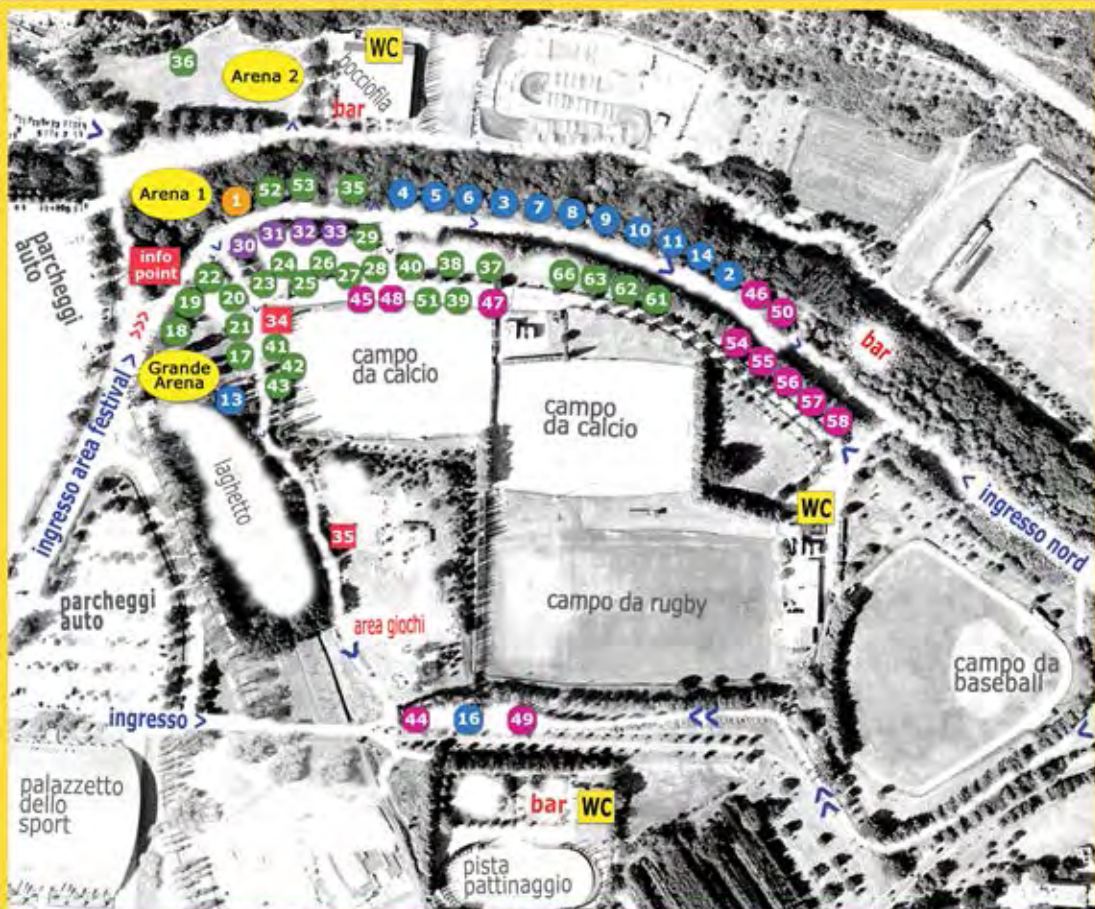 36
Arena 2
WC
bocciofila
bar
Arena 1
1
52
53
35
4
5
6
3
7
8
9
10
11
14
2
46
50
bar
parcheggi
auto
info
point
30
31
32
33
29
22
24
26
28
40
38
37
66
63
62
61
19
20
23
25
27
18
21
34
45
48
51
39
47
54
55
56
57
58
Grande
Arena
17
41
42
43
13
campo
da calcio
campo
da calcio
ingresso area festival
laghetto
35
WC
ingresso nord
parcheggi
auto
area giochi
campo da rugby
campo da
baseball
ingresso >
44
16
49
palazzetto
dello
sport
bar
WC
pista
pattinaggio